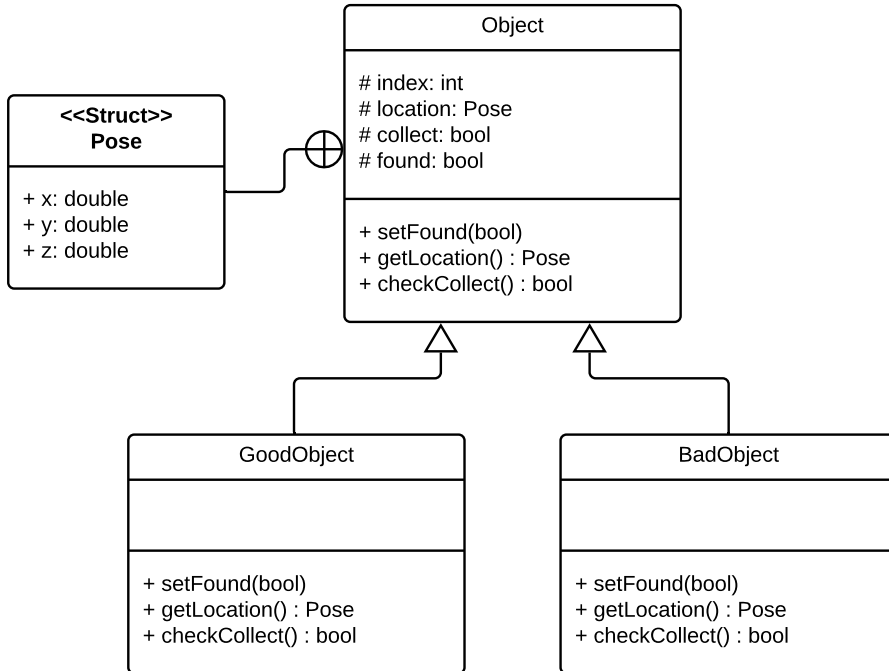 Object
# index: int
# location: Pose
# collect: bool
# found: bool
+ setFound(bool)
+ getLocation() : Pose
+ checkCollect() : bool
<<Struct>>
Pose
+ x: double
+ y: double
+ z: double
GoodObject
+ setFound(bool)
+ getLocation() : Pose
+ checkCollect() : bool
BadObject
+ setFound(bool)
+ getLocation() : Pose
+ checkCollect() : bool